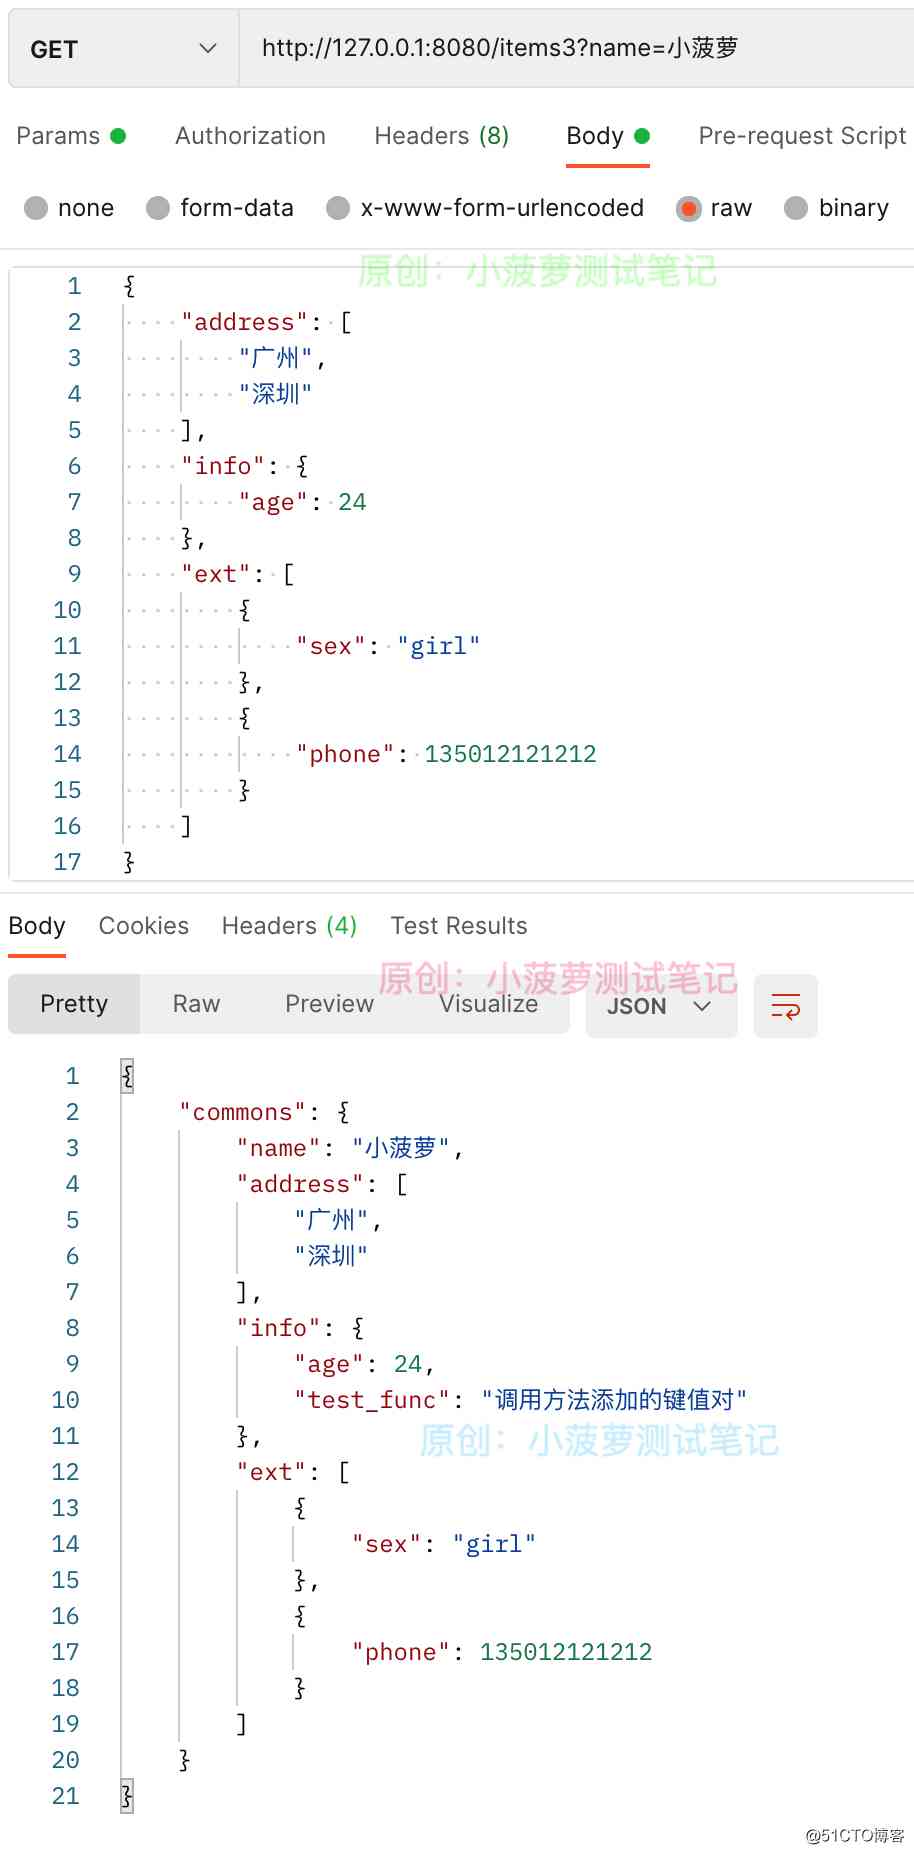 GET http://127.0.0.1:8080/items3?name=小菠萝
Params Authorization Headers (8) Body Pre-request Script
none form-data x-www-form-urlencoded raw binary
原创：小菠萝测试笔记
1 {
2 "address": [
3 "广州",
4 "深圳"
5 ],
6 "info": {
7 "age": 24
8 },
9 "ext": [
10 {
11 "sex": "girl"
12 },
13 {
14 "phone": 135012121212
15 }
16 ]
17 }
Body Cookies Headers (4) Test Results
原创：小菠萝测试笔记
Pretty Raw Preview Visualize JSON
1 {
2 "commons": {
3 "name": "小菠萝",
4 "address": [
5 "广州",
6 "深圳"
7 ],
8 "info": {
9 "age": 24,
10 "test_func": "调用方法添加的键值对"
11 },
原创：小菠萝测试笔记
12 "ext": [
13 {
14 "sex": "girl"
15 },
16 {
17 "phone": 135012121212
18 }
19 ]
20 }
21 }
@51CTO博客